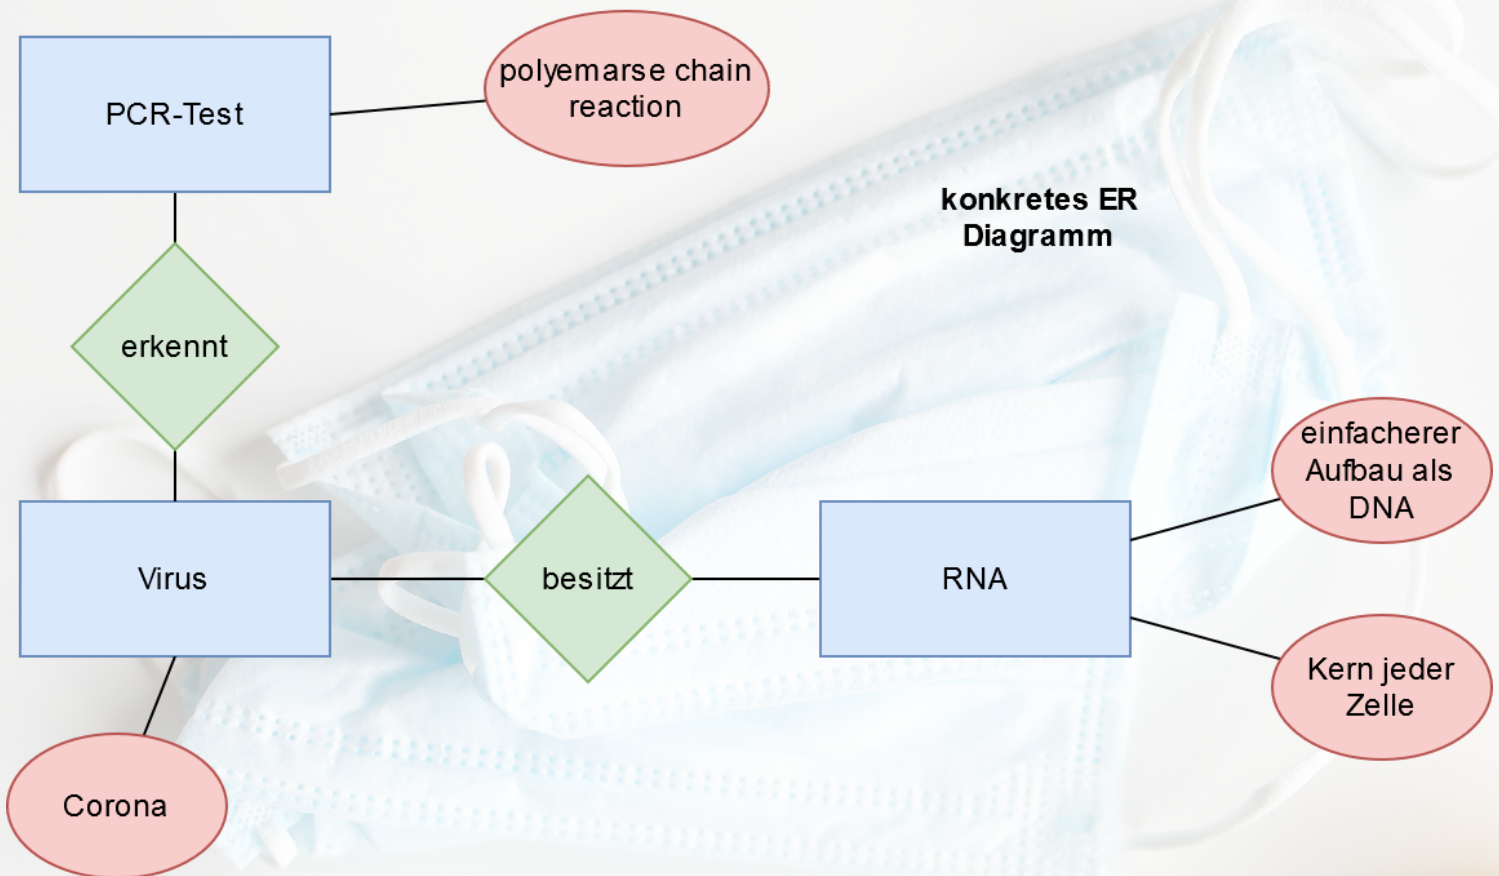 PCR-Test
polyemarse chain
reaction
konkretes ER
Diagramm
erkennt
einfacherer
Aufbau als
DNA
Virus
besitzt
RNA
Kern jeder
Zelle
Corona